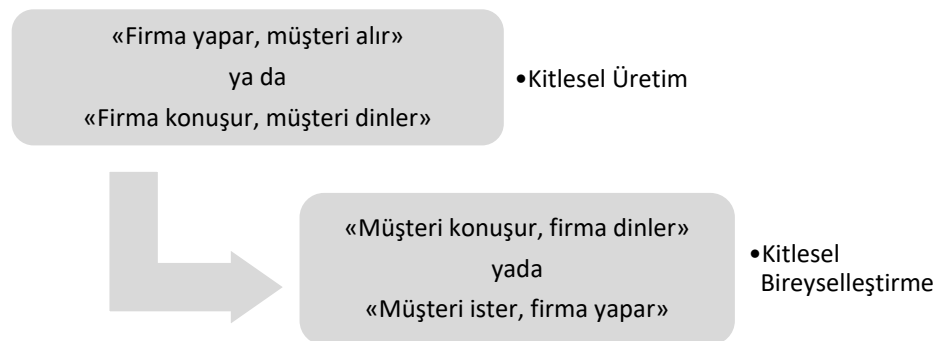 «Firma yapar, müşteri alır»
ya da
«Firma konuşur, müşteri dinler»
•Kitlesel Üretim
«Müşteri konuşur, firma dinler»
yada
«Müşteri ister, firma yapar»
•Kitlesel
Bireyselleştirme